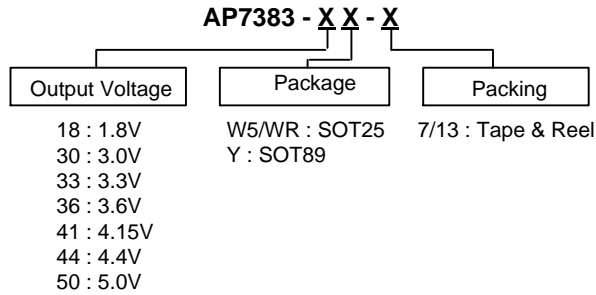 AP7383 - X X - X
Output Voltage
Package
Packing
18 : 1.8V
30 : 3.0V
33 : 3.3V
36 : 3.6V
41 : 4.15V
44 : 4.4V
50 : 5.0V
W5/WR : SOT25
Y : SOT89
7/13 : Tape & Reel